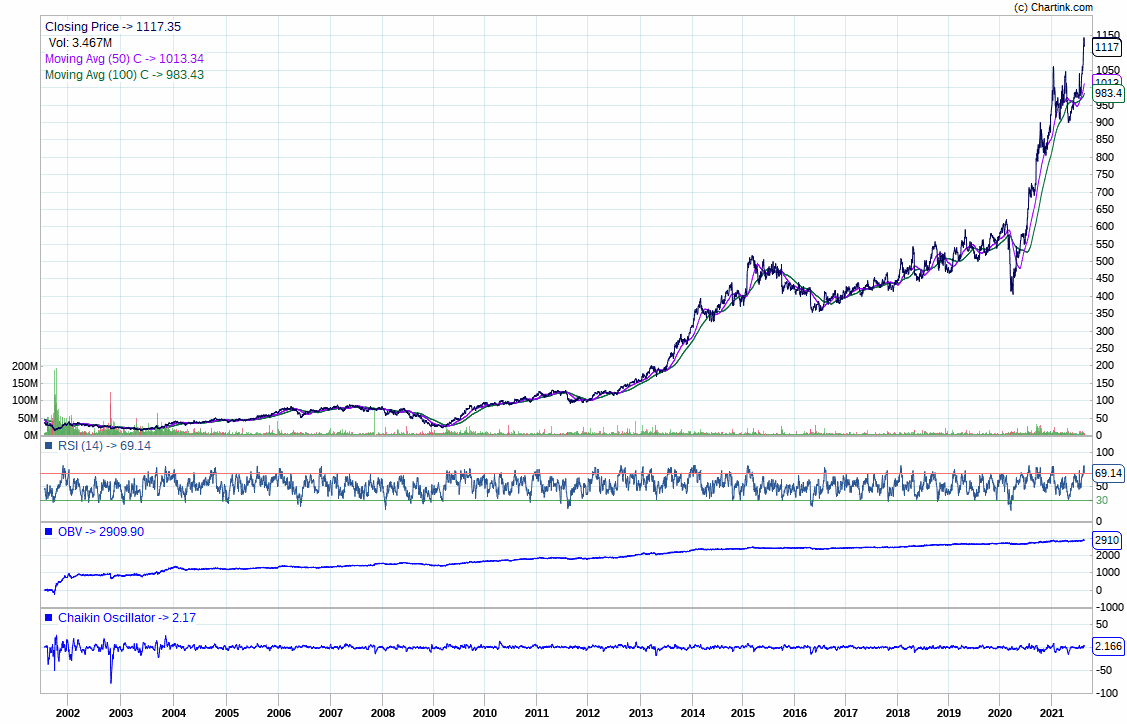 (c) Chartink.com
Closing Price -> 1117.35
Vol: 3.467M
Moving Avg (50) C -> 1013.34
Moving Avg (100) C -> 983.43
1150
1117
1050
1013
983.4
950
900
850
800
750
700
650
600
550
500
450
400
350
300
250
200
150
100
50
0
200M
150M
100M
50M
0M
RSI (14) -> 69.14
100
69.14
50
30
0
OBV -> 2909.90
2910
2000
1000
0
-1000
Chaikin Oscillator -> 2.17
50
2.166
-50
-100
2002 2003 2004 2005 2006 2007 2008 2009 2010 2011 2012 2013 2014 2015 2016 2017 2018 2019 2020 2021